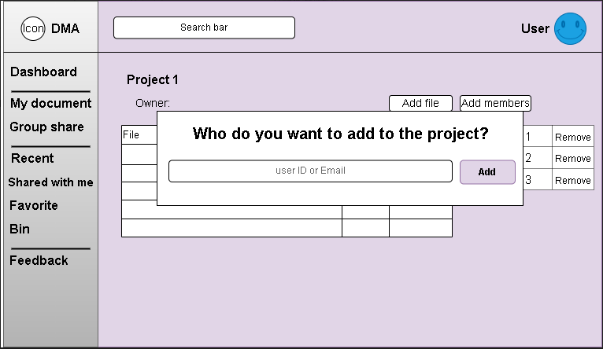 Icon DMA
Search bar
User
Dashboard
My document
Group share
Recent
Shared with me
Favorite
Bin
Feedback
Project 1
Owner:
Add file
Add members
File
Who do you want to add to the project?
user ID or Email
Add
1 Remove
2 Remove
3 Remove